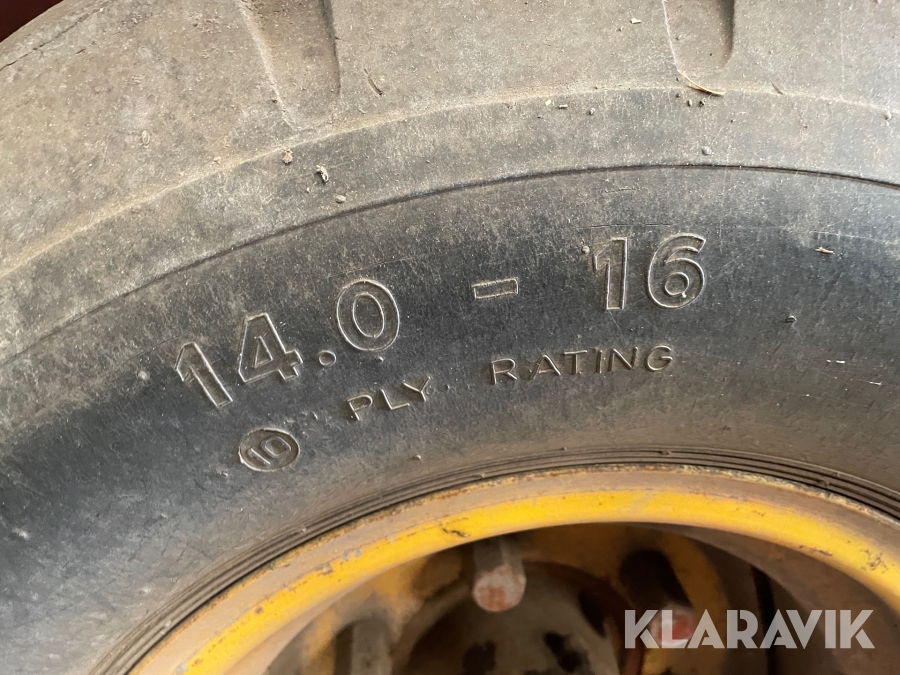 14.0 - 16
10 PLY RATING
KLARAVIK